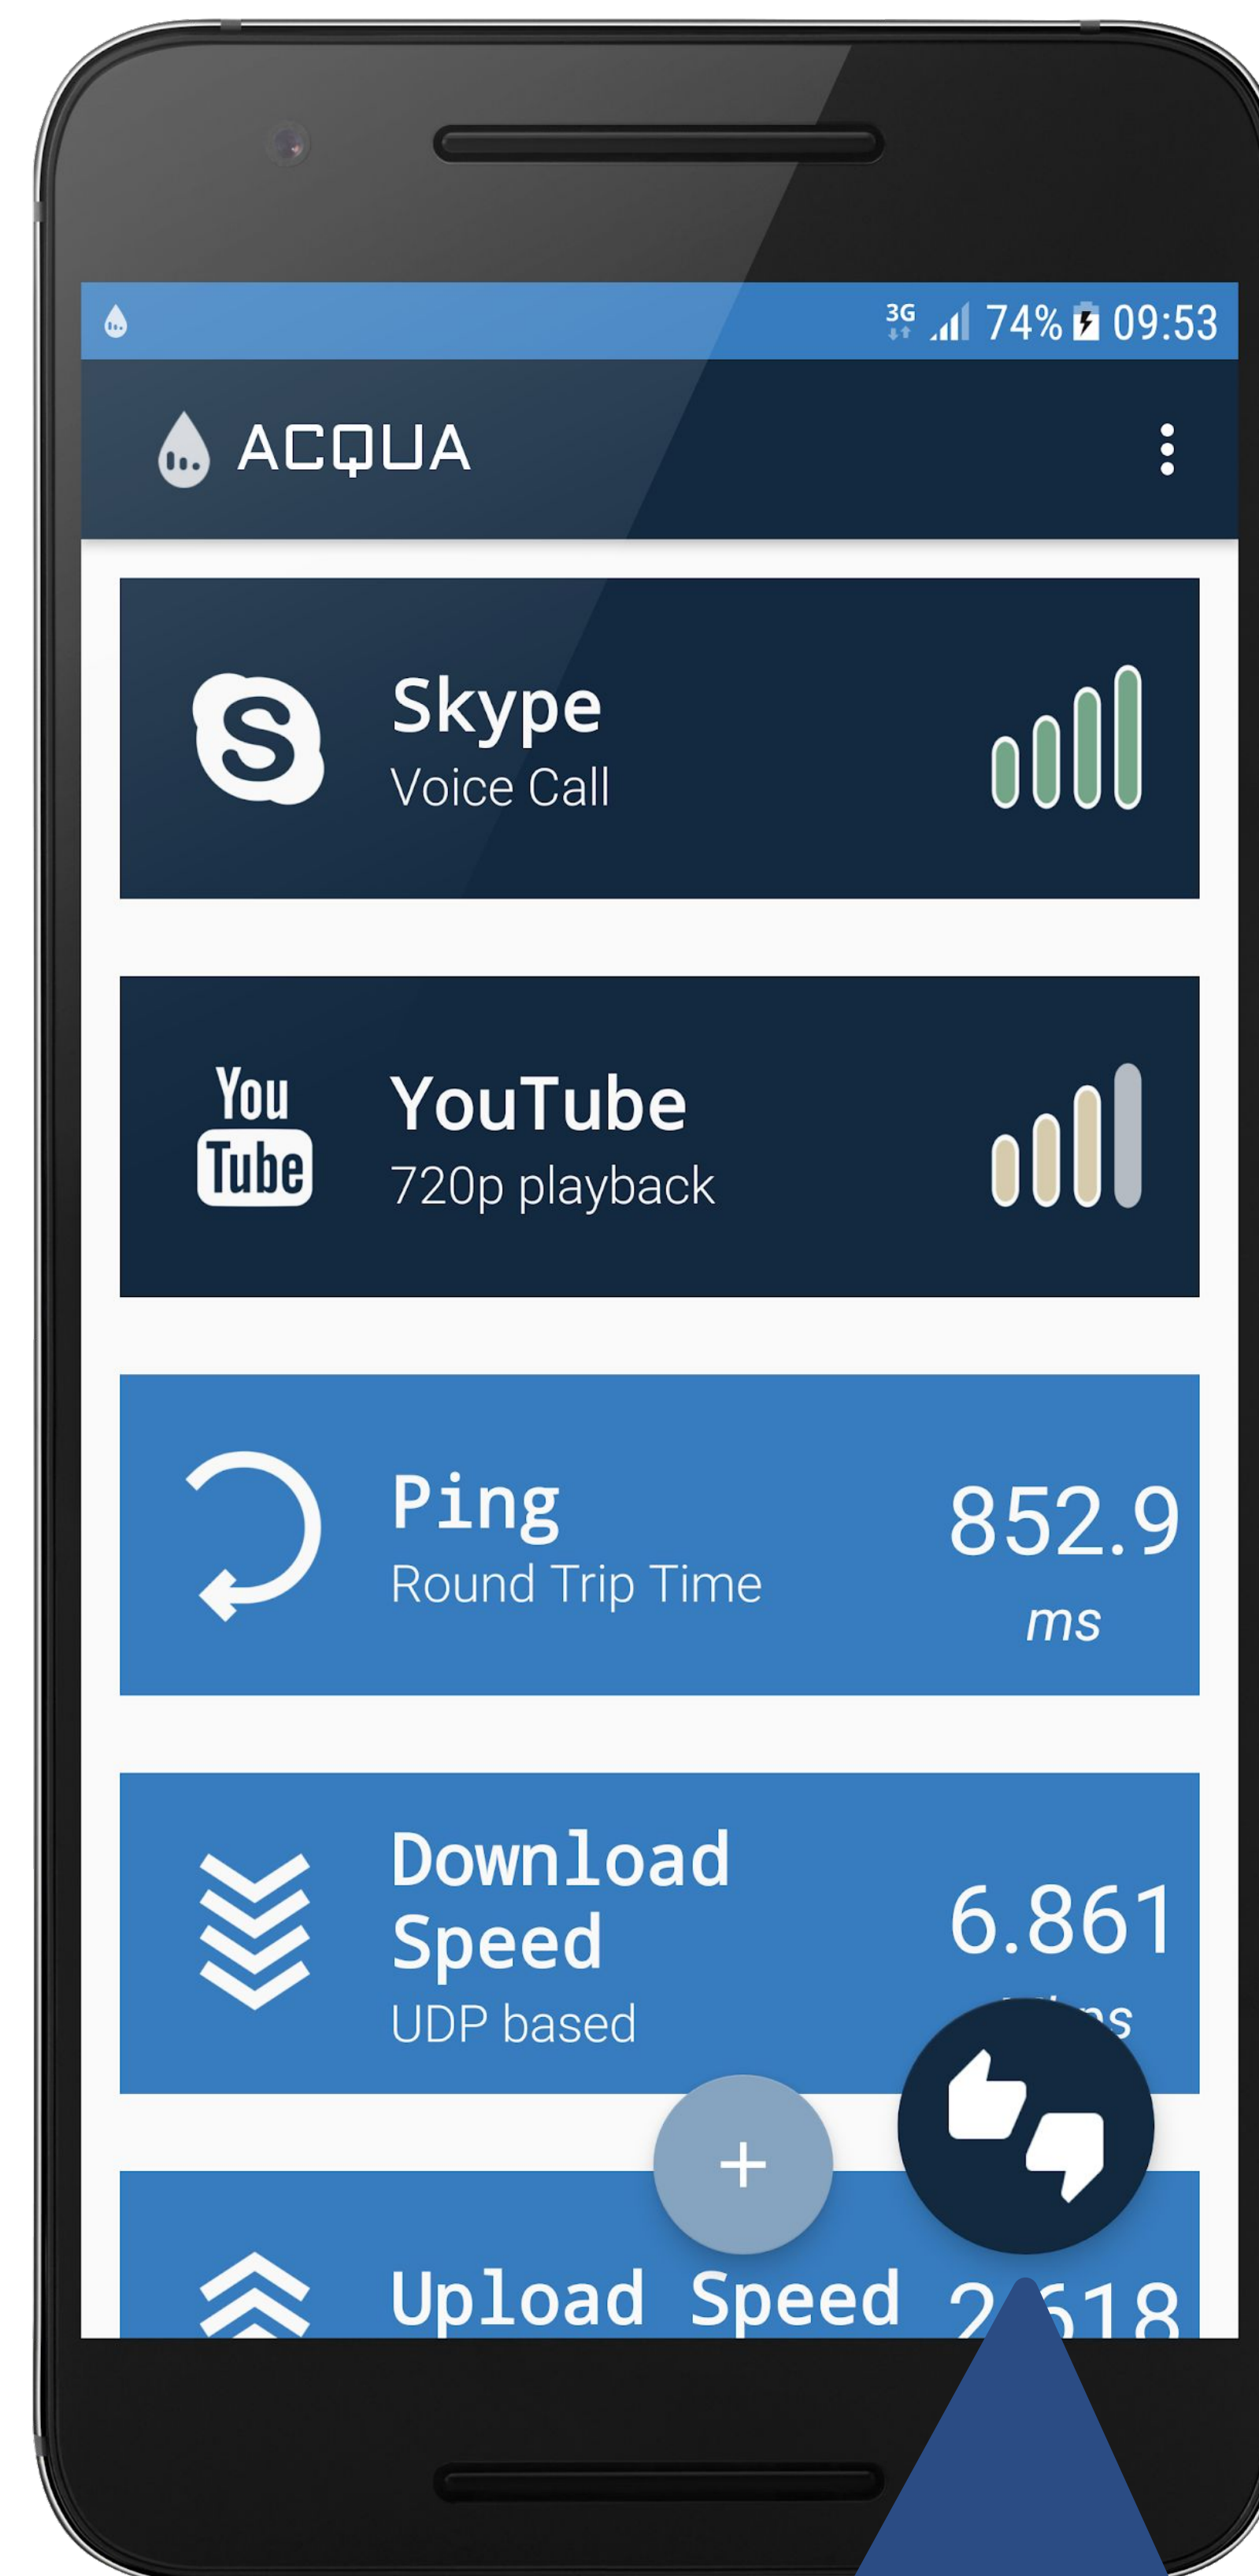 3G 74% 09:53
ACQUA
Skype
Voice Call
You
Tube
YouTube
720p playback
Ping
Round Trip Time
852.9
ms
Download
Speed
UDP based
6.861
Upload Speed